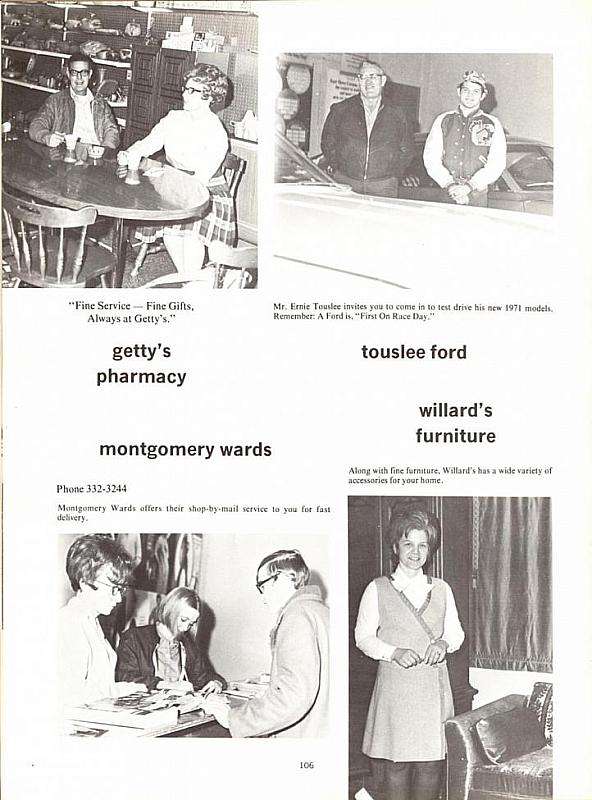 "Fine Service — Fine Gifts,
Always at Getty's."
getty's
pharmacy
Mr. Ernie Touslee invites you to come in to test drive his new 1971 models.
Remember: A Ford is, "First On Race Day."
touslee ford
montgomery wards
Phone 332-3244
Montgomery Wards offers their shop-by-mail service to you for fast
delivery.
willard's
furniture
Along with fine furniture, Willard's has a wide variety of
accessories for your home.
106